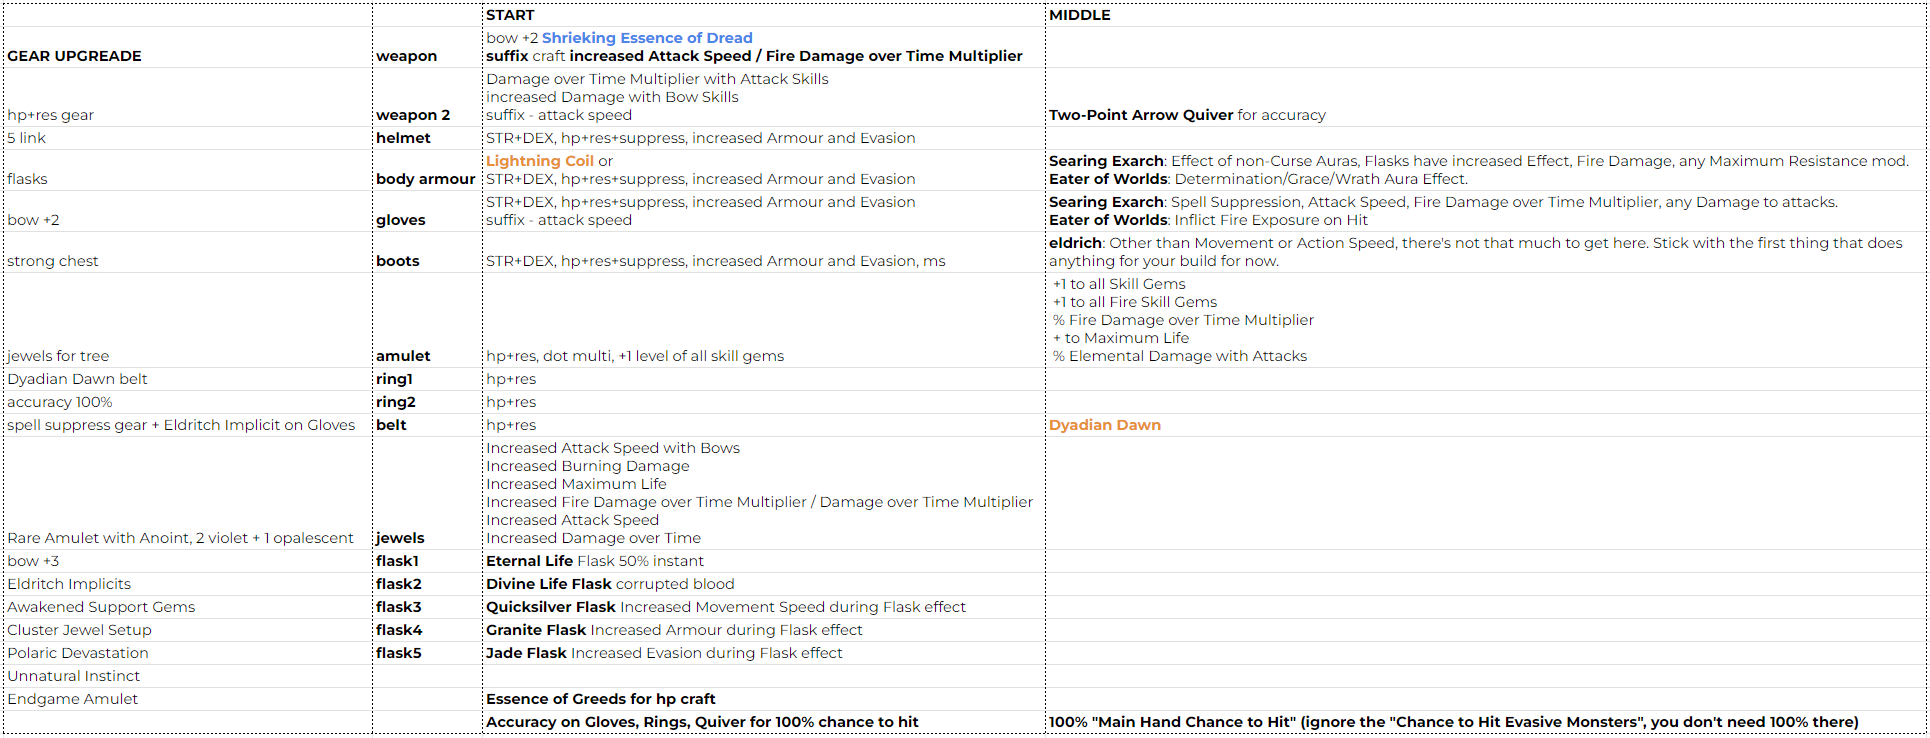 START MIDDLE
bow +2 Shrieking Essence of Dread
GEAR UPGREADE weapon suffix craft increased Attack Speed / Fire Damage over Time Multiplier
Damage over Time Multiplier with Attack Skills
increased Damage with Bow Skills
hp+res gear weapon 2 suffix - attack speed Two-Point Arrow Quiver for accuracy
5 link helmet STR+DEX, hp+res+suppress, increased Armour and Evasion
Lightning Coil or Searing Exarch: Effect of non-Curse Auras, Flasks have increased Effect, Fire Damage, any Maximum Resistance mod.
flasks body armour STR+DEX, hp+res+suppress, increased Armour and Evasion Eater of Worlds: Determination/Grace/Wrath Aura Effect.
STR+DEX, hp+res+suppress, increased Armour and Evasion Searing Exarch: Spell Suppression, Attack Speed, Fire Damage over Time Multiplier, any Damage to attacks.
bow +2 gloves suffix - attack speed Eater of Worlds: Inflict Fire Exposure on Hit
eldrich: Other than Movement or Action Speed, there's not that much to get here. Stick with the first thing that does
strong chest boots STR+DEX, hp+res+suppress, increased Armour and Evasion, ms anything for your build for now.
+1 to all Skill Gems
+1 to all Fire Skill Gems
% Fire Damage over Time Multiplier
+ to Maximum Life
jewels for tree amulet hp+res, dot multi, +1 level of all skill gems % Elemental Damage with Attacks
Dyadian Dawn belt ring1 hp+res
accuracy 100% ring2 hp+res
spell suppress gear + Eldritch Implicit on Gloves belt hp+res Dyadian Dawn
Increased Attack Speed with Bows
Increased Burning Damage
Increased Maximum Life
Increased Fire Damage over Time Multiplier / Damage over Time Multiplier
Increased Attack Speed
Rare Amulet with Anoint, 2 violet + 1 opalescent jewels Increased Damage over Time
bow +3 flask1 Eternal Life Flask 50% instant
Eldritch Implicits flask2 Divine Life Flask corrupted blood
Awakened Support Gems flask3 Quicksilver Flask Increased Movement Speed during Flask effect
Cluster Jewel Setup flask4 Granite Flask Increased Armour during Flask effect
Polaric Devastation flask5 Jade Flask Increased Evasion during Flask effect
Unnatural Instinct
Endgame Amulet Essence of Greeds for hp craft
Accuracy on Gloves, Rings, Quiver for 100% chance to hit 100% "Main Hand Chance to Hit" (ignore the "Chance to Hit Evasive Monsters", you don't need 100% there)